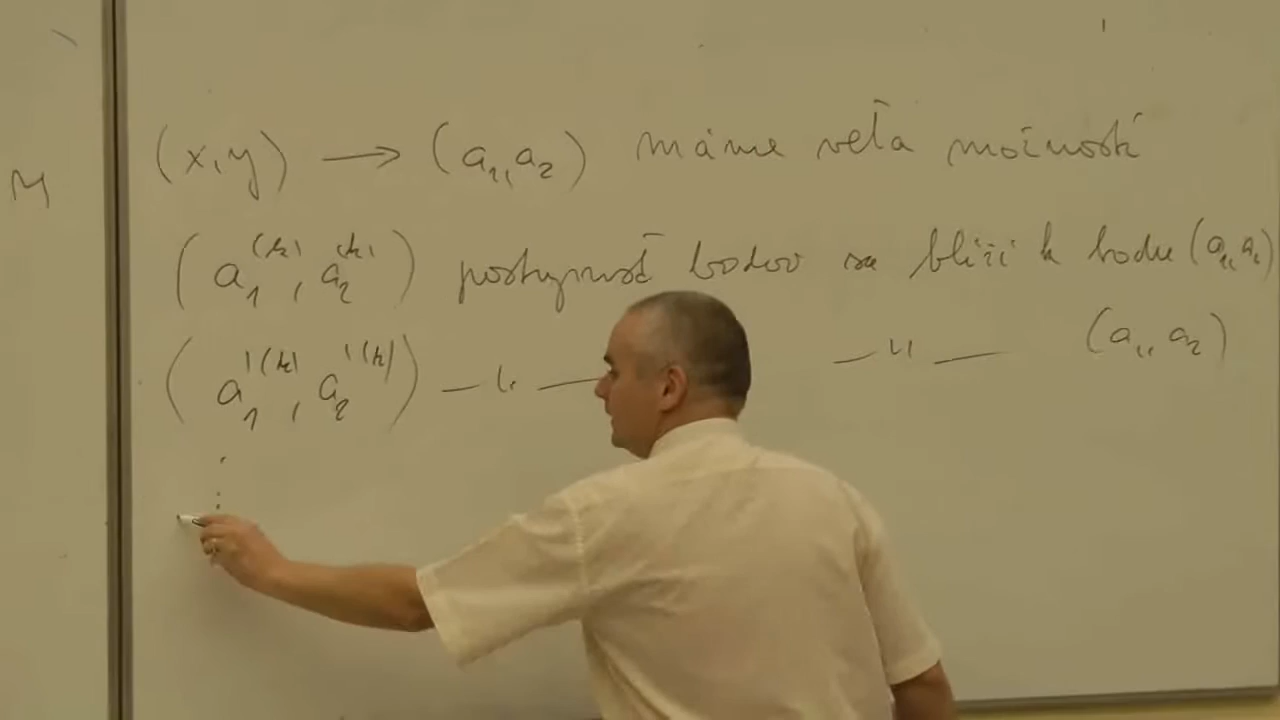 M
(x,y) → (a₁, a₂) máme veľa možností
(a₁⁽ᵏ⁾, a₂⁽ᵏ⁾) postupnosť bodov sa blíži k bodu (a₁, a₂)
(a₁'⁽ᵏ⁾, a₂'⁽ᵏ⁾) —"— —"— (a₁, a₂)
⋮